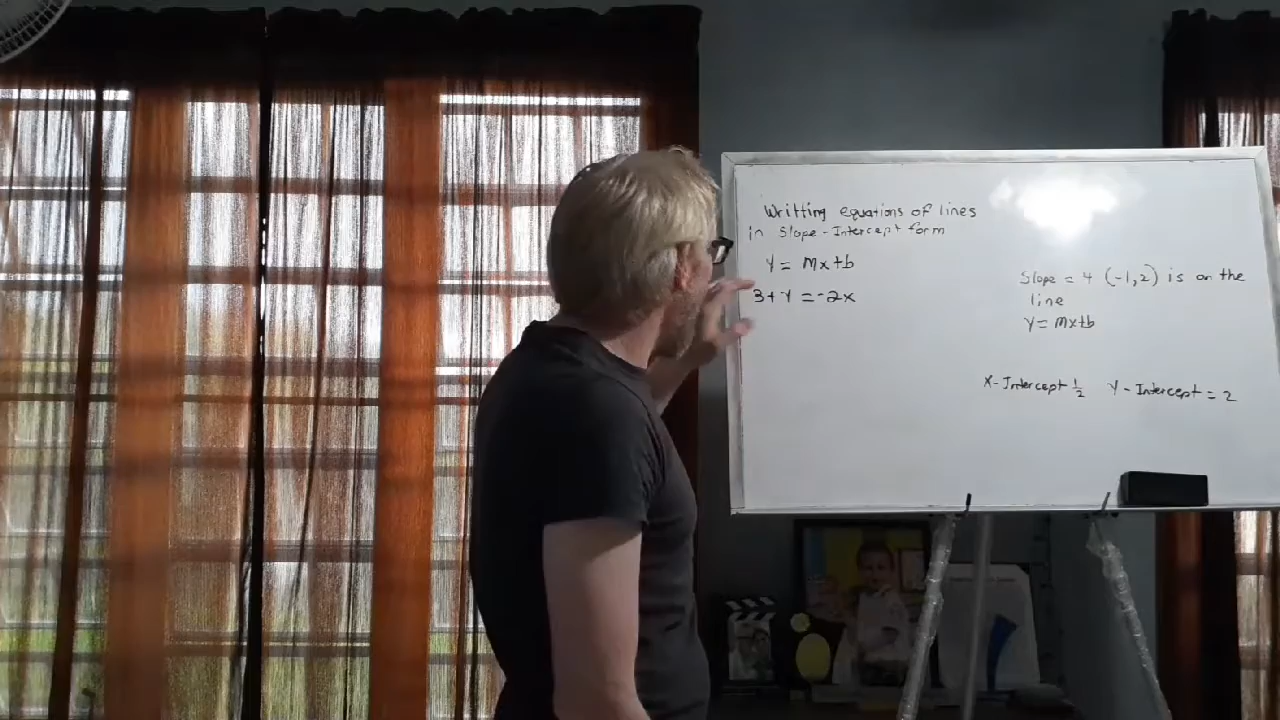 Writting equations of lines
in Slope-Intercept form
Y = mx+b
3+Y = -2x
Slope = 4 (-1,2) is on the
line
Y= mx+b
X-Intercept 1/2 Y-Intercept = 2